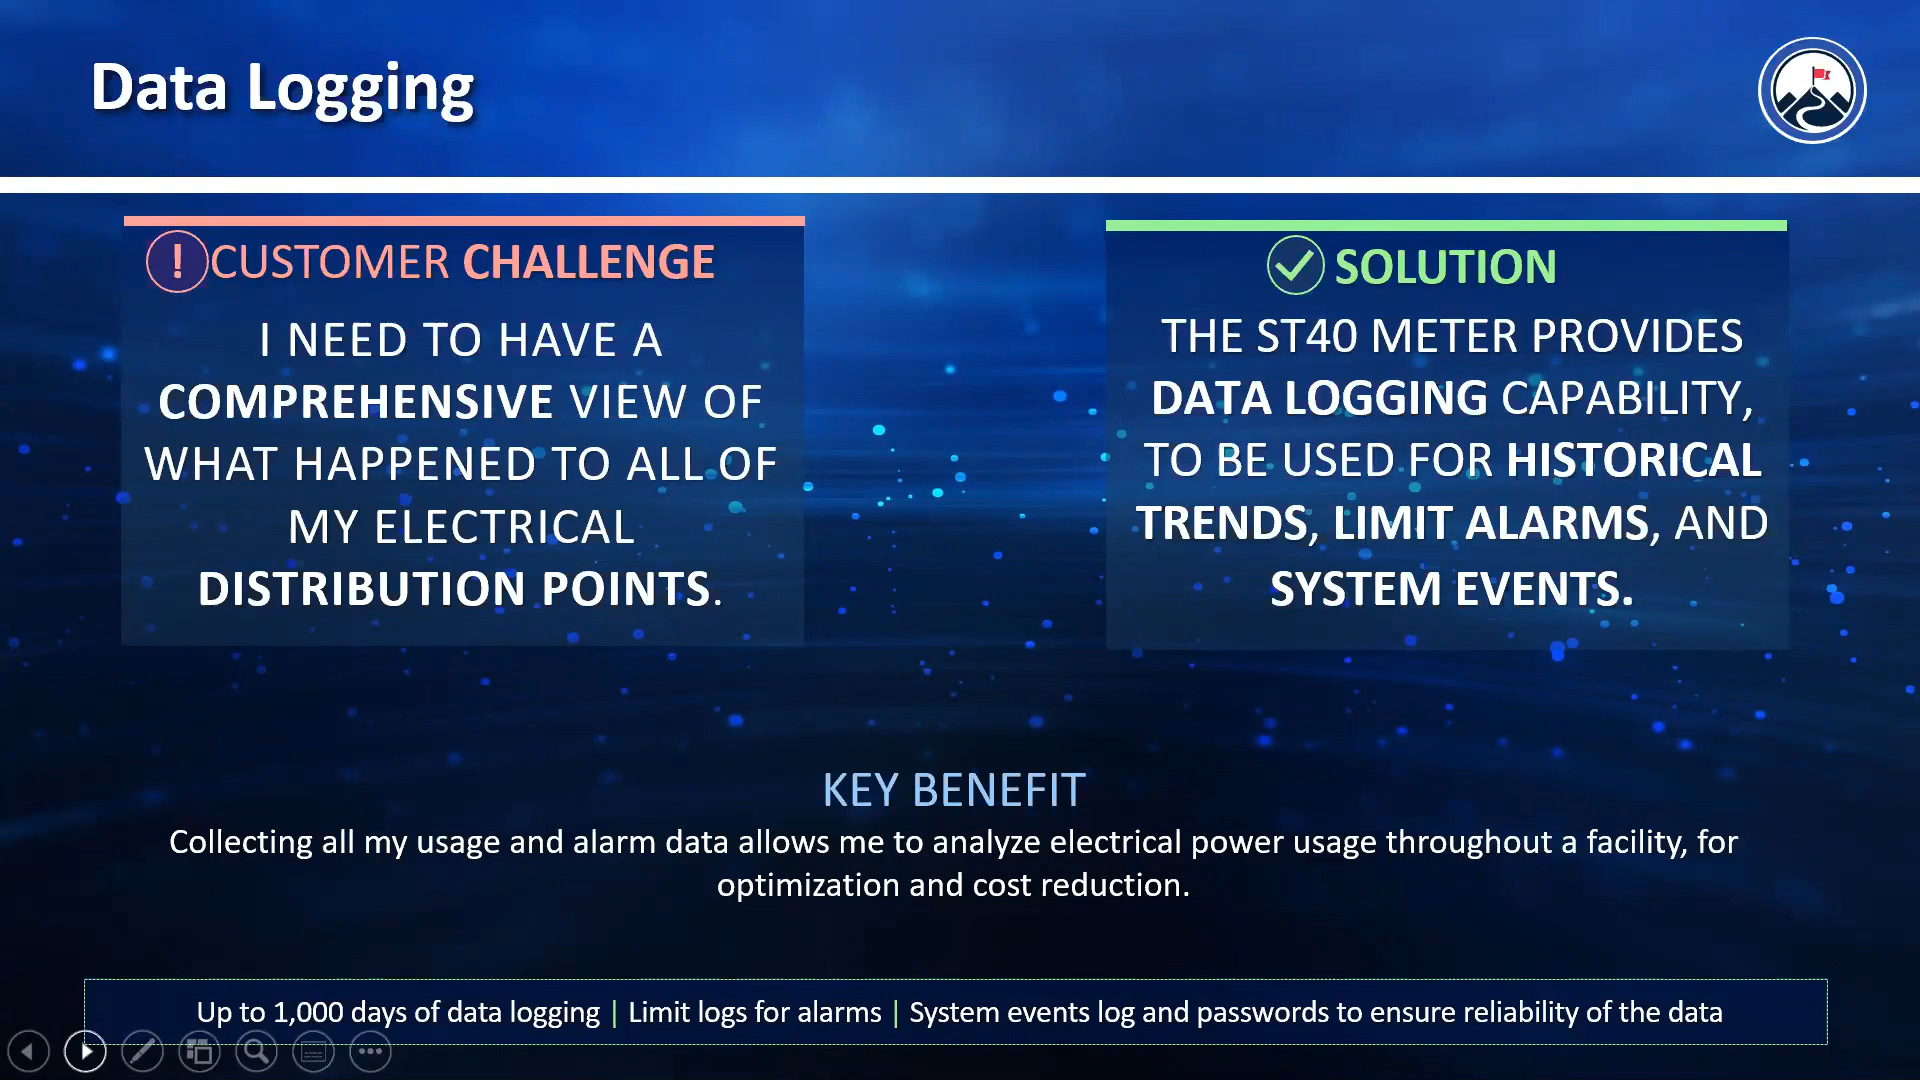 Data Logging
! CUSTOMER CHALLENGE
I NEED TO HAVE A
COMPREHENSIVE VIEW OF
WHAT HAPPENED TO ALL OF
MY ELECTRICAL
DISTRIBUTION POINTS.
SOLUTION
THE ST40 METER PROVIDES
DATA LOGGING CAPABILITY,
TO BE USED FOR HISTORICAL
TRENDS, LIMIT ALARMS, AND
SYSTEM EVENTS.
KEY BENEFIT
Collecting all my usage and alarm data allows me to analyze electrical power usage throughout a facility, for
optimization and cost reduction.
Up to 1,000 days of data logging | Limit logs for alarms | System events log and passwords to ensure reliability of the data